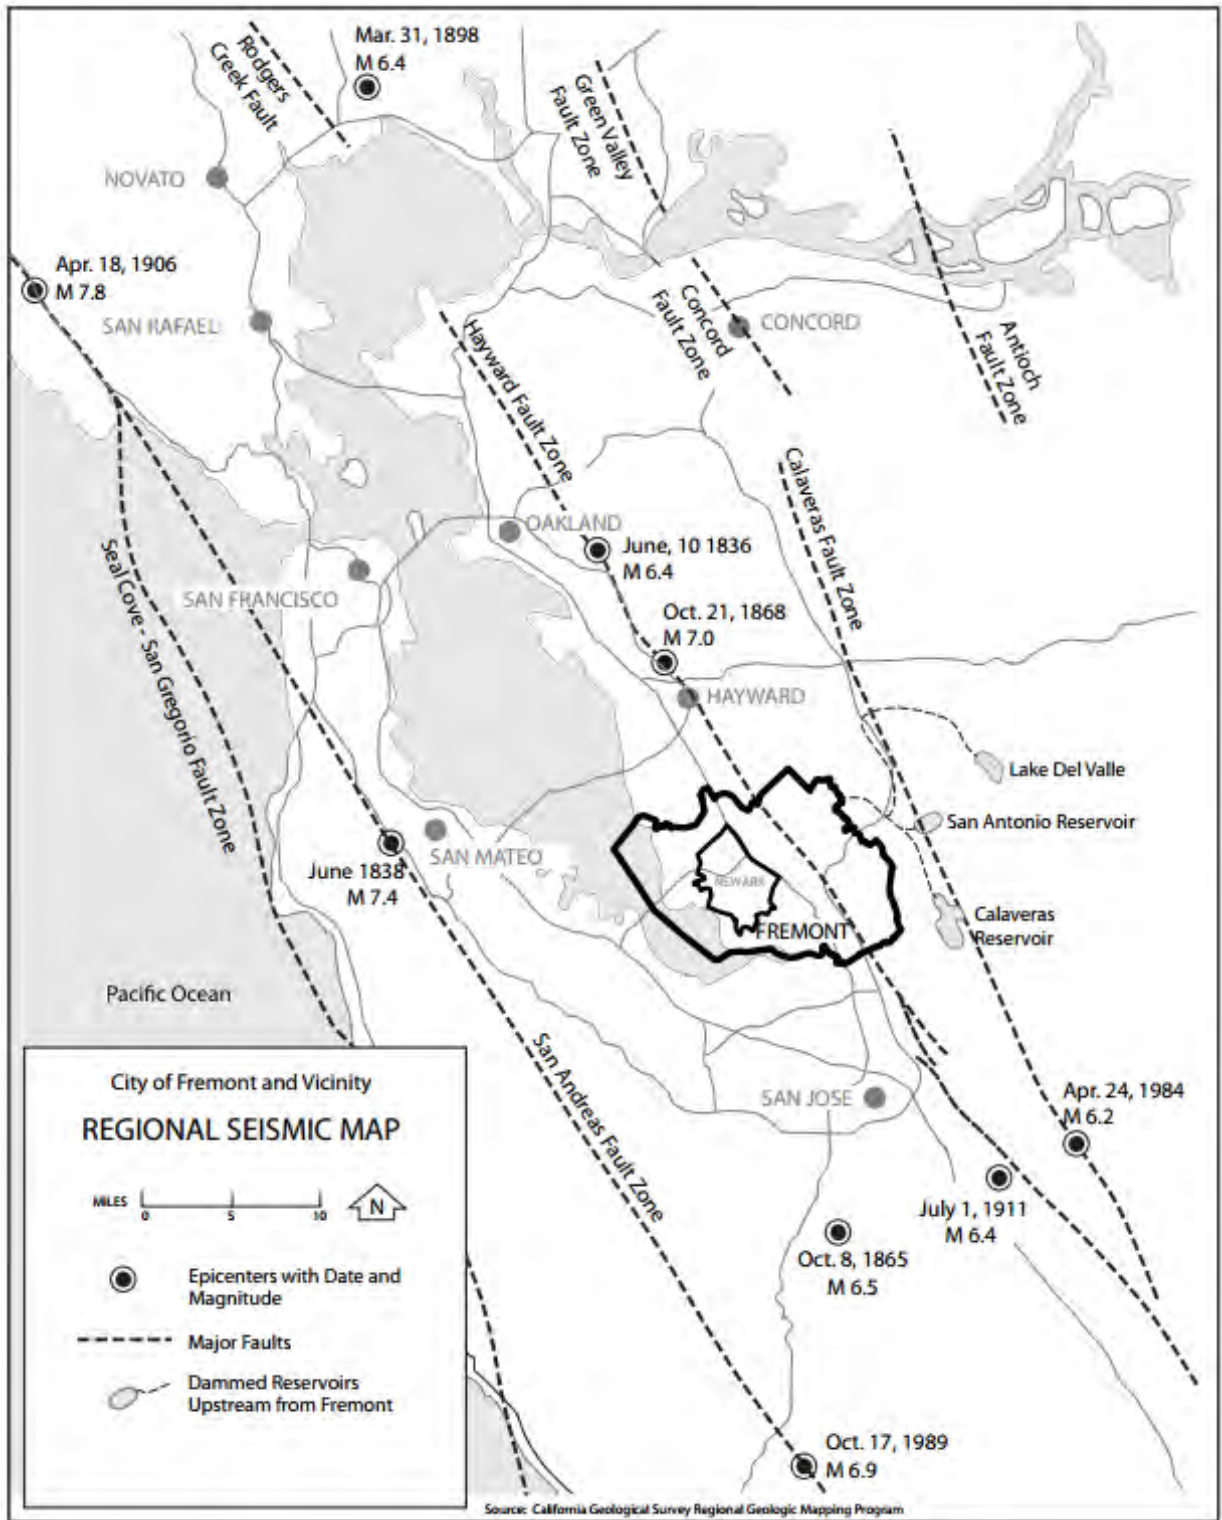 Mar. 31, 1898
M 6.4
Rodgers
Creek Fault
Green Valley
Fault Zone
NOVATO
Apr. 18, 1906
M 7.8
SAN RAFAEL
Hayward Fault Zone
Concord
Fault Zone
CONCORD
Antioch
Fault Zone
Calaveras Fault Zone
OAKLAND
June, 10 1836
M 6.4
SAN FRANCISCO
Seal Cove - San Gregorio Fault Zone
Oct. 21, 1868
M 7.0
HAYWARD
Lake Del Valle
San Antonio Reservoir
SAN MATEO
June 1838
M 7.4
NEWARK
FREMONT
Calaveras
Reservoir
Pacific Ocean
San Andreas Fault Zone
SAN JOSE
Apr. 24, 1984
M 6.2
July 1, 1911
M 6.4
Oct. 8, 1865
M 6.5
Oct. 17, 1989
M 6.9
City of Fremont and Vicinity
REGIONAL SEISMIC MAP
MILES
0 5 10
N
Epicenters with Date and
Magnitude
Major Faults
Dammed Reservoirs
Upstream from Fremont
Source: California Geological Survey Regional Geologic Mapping Program